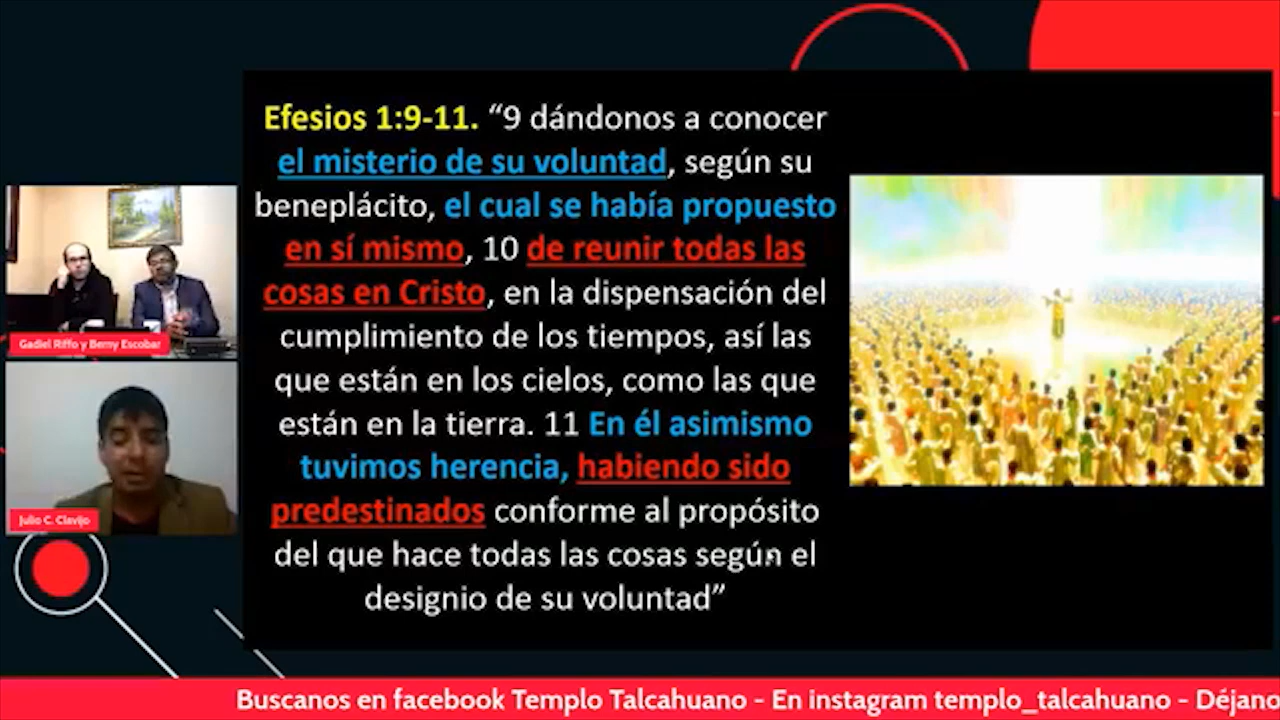 Efesios 1:9-11. “9 dándonos a conocer
el misterio de su voluntad, según su
beneplácito, el cual se había propuesto
en sí mismo, 10 de reunir todas las
cosas en Cristo, en la dispensación del
cumplimiento de los tiempos, así las
que están en los cielos, como las que
están en la tierra. 11 En él asimismo
tuvimos herencia, habiendo sido
predestinados conforme al propósito
del que hace todas las cosas según el
designio de su voluntad”
Gadiel Riffo y Berny Escobar
Julio C. Clavijo
Buscanos en facebook Templo Talcahuano - En instagram templo_talcahuano - Déjano